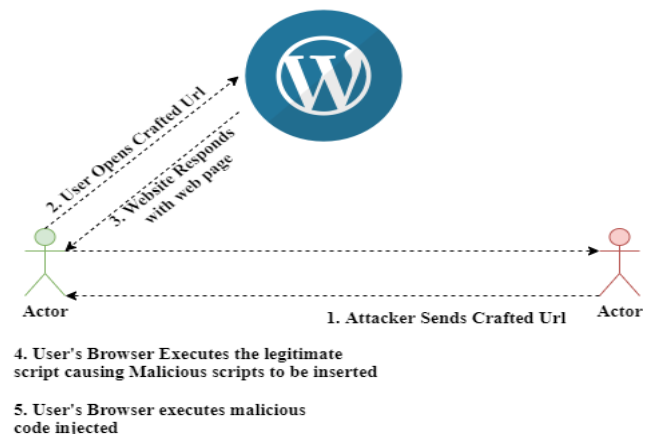 2. User Opens Crafted Url
3. Website Responds
with web page
Actor
1. Attacker Sends Crafted Url
Actor
4. User's Browser Executes the legitimate
script causing Malicious scripts to be inserted
5. User's Browser executes malicious
code injected